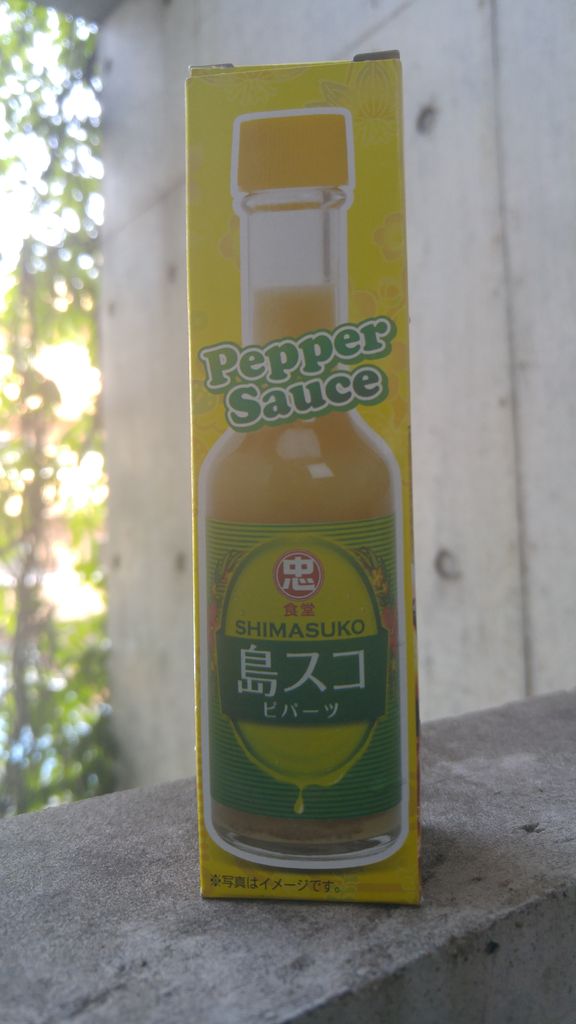 Pepper
Sauce
忠
食堂
SHIMASUKO
島スコ
ピパーツ
※写真はイメージです。